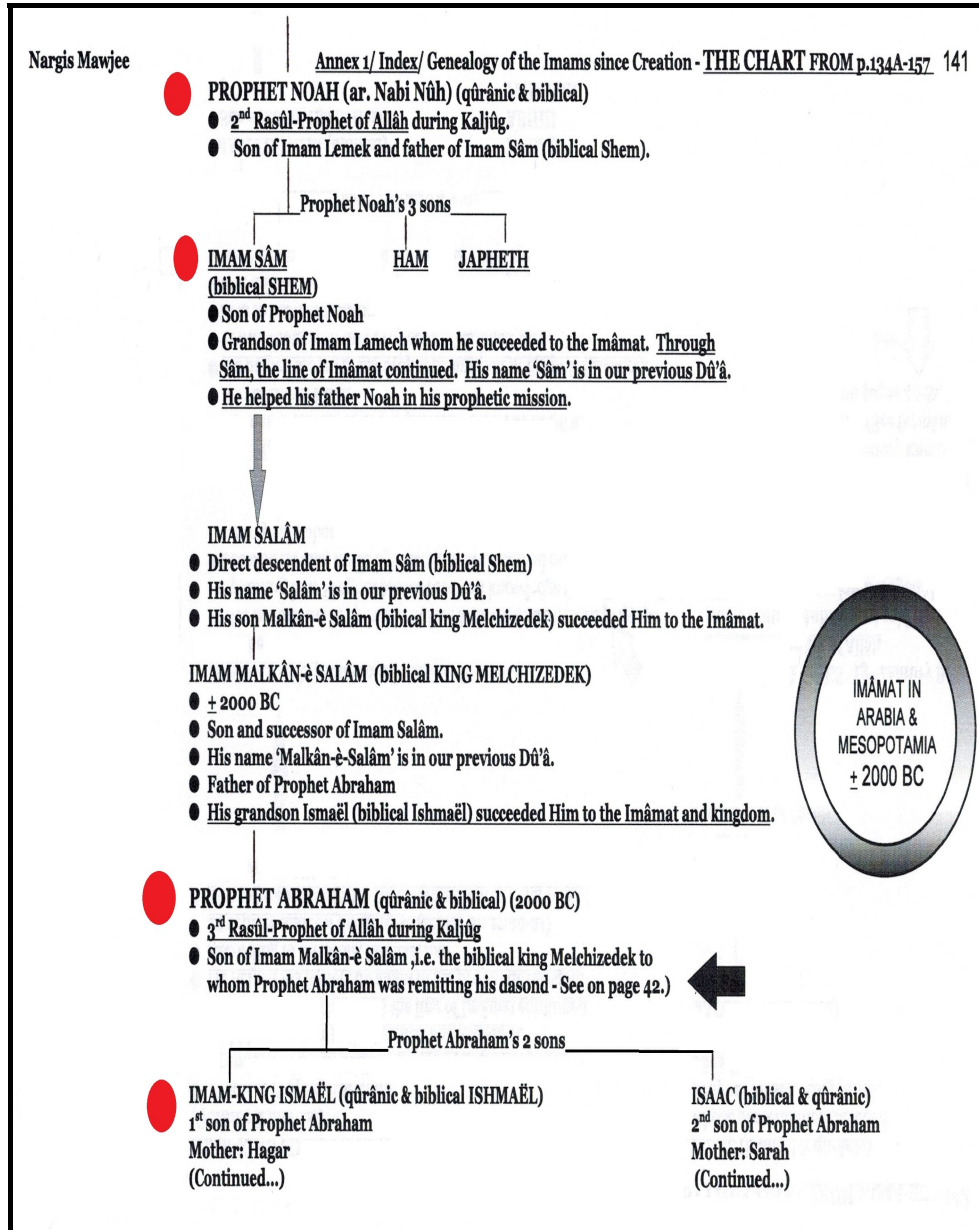 Nargis Mawjee
Annex 1/ Index/ Genealogy of the Imams since Creation - THE CHART FROM p.134A-157 141
PROPHET NOAH (ar. Nabi Nûh) (qûrânic & biblical)
● 2nd Rasûl-Prophet of Allâh during Kaljûg.
● Son of Imam Lemek and father of Imam Sâm (biblical Shem).
Prophet Noah's 3 sons
IMAM SÂM HAM JAPHETH
(biblical SHEM)
● Son of Prophet Noah
● Grandson of Imam Lamech whom he succeeded to the Imâmat. Through
Sâm, the line of Imâmat continued. His name 'Sâm' is in our previous Dû'â.
● He helped his father Noah in his prophetic mission.
IMAM SALÂM
● Direct descendent of Imam Sâm (biblical Shem)
● His name 'Salâm' is in our previous Dû'â.
● His son Malkân-è Salâm (bibical king Melchizedek) succeeded Him to the Imâmat.
IMAM MALKÂN-è SALÂM (biblical KING MELCHIZEDEK)
● ± 2000 BC
● Son and successor of Imam Salâm.
● His name 'Malkân-è-Salâm' is in our previous Dû'â.
● Father of Prophet Abraham
● His grandson Ismaël (biblical Ishmaël) succeeded Him to the Imâmat and kingdom.
IMÂMAT IN
ARABIA &
MESOPOTAMIA
± 2000 BC
PROPHET ABRAHAM (qûrânic & biblical) (2000 BC)
● 3rd Rasûl-Prophet of Allâh during Kaljûg
● Son of Imam Malkân-è Salâm ,i.e. the biblical king Melchizedek to
whom Prophet Abraham was remitting his dasond - See on page 42.)
Prophet Abraham's 2 sons
IMAM-KING ISMAËL (qûrânic & biblical ISHMAËL)
1st son of Prophet Abraham
Mother: Hagar
(Continued...)
ISAAC (biblical & qûrânic)
2nd son of Prophet Abraham
Mother: Sarah
(Continued...)